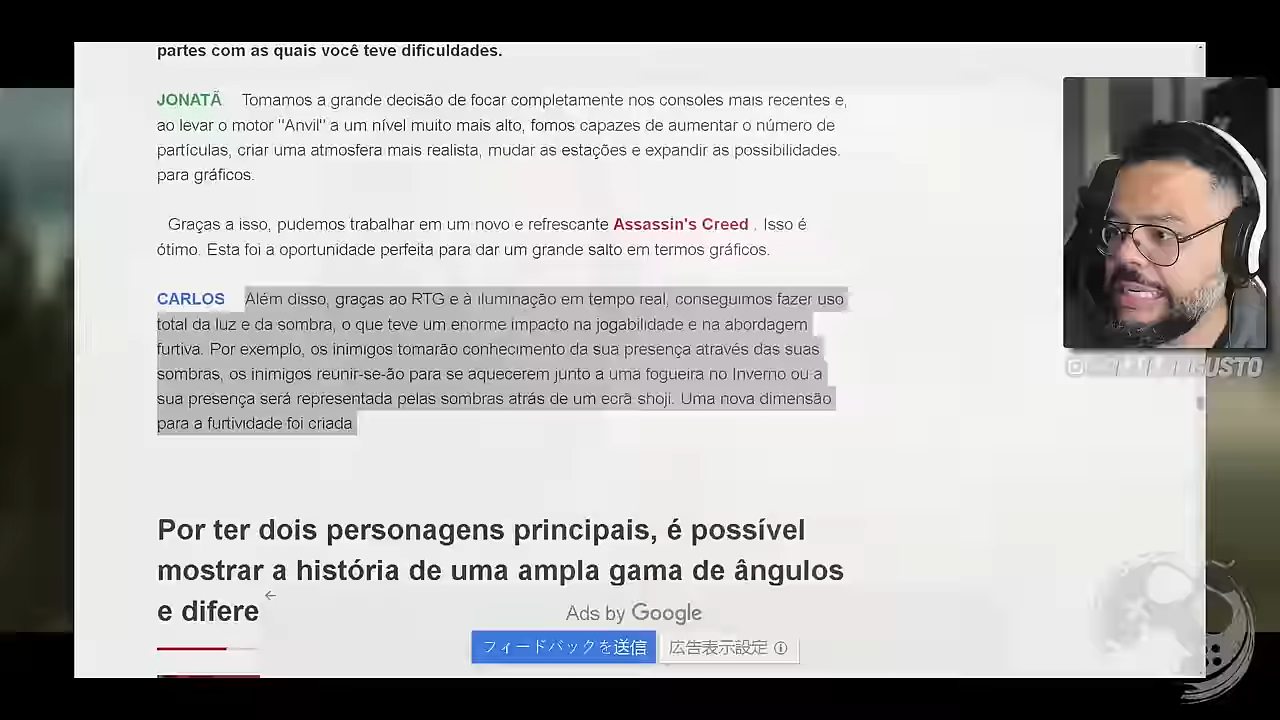 partes com as quais você teve dificuldades.
JONATÃ Tomamos a grande decisão de focar completamente nos consoles mais recentes e,
ao levar o motor "Anvil" a um nível muito mais alto, fomos capazes de aumentar o número de
partículas, criar uma atmosfera mais realista, mudar as estações e expandir as possibilidades.
para gráficos.
Graças a isso, pudemos trabalhar em um novo e refrescante Assassin's Creed . Isso é
ótimo. Esta foi a oportunidade perfeita para dar um grande salto em termos gráficos.
CARLOS Além disso, graças ao RTG e à iluminação em tempo real, conseguimos fazer uso
total da luz e da sombra, o que teve um enorme impacto na jogabilidade e na abordagem
furtiva. Por exemplo, os inimigos tomarão conhecimento da sua presença através das suas
sombras, os inimigos reunir-se-ão para se aquecerem junto a uma fogueira no Inverno ou a
sua presença será representada pelas sombras atrás de um ecrã shoji. Uma nova dimensão
para a furtividade foi criada
Por ter dois personagens principais, é possível
mostrar a história de uma ampla gama de ângulos
e difere
Ads by Google
フィードバックを送信
広告表示設定